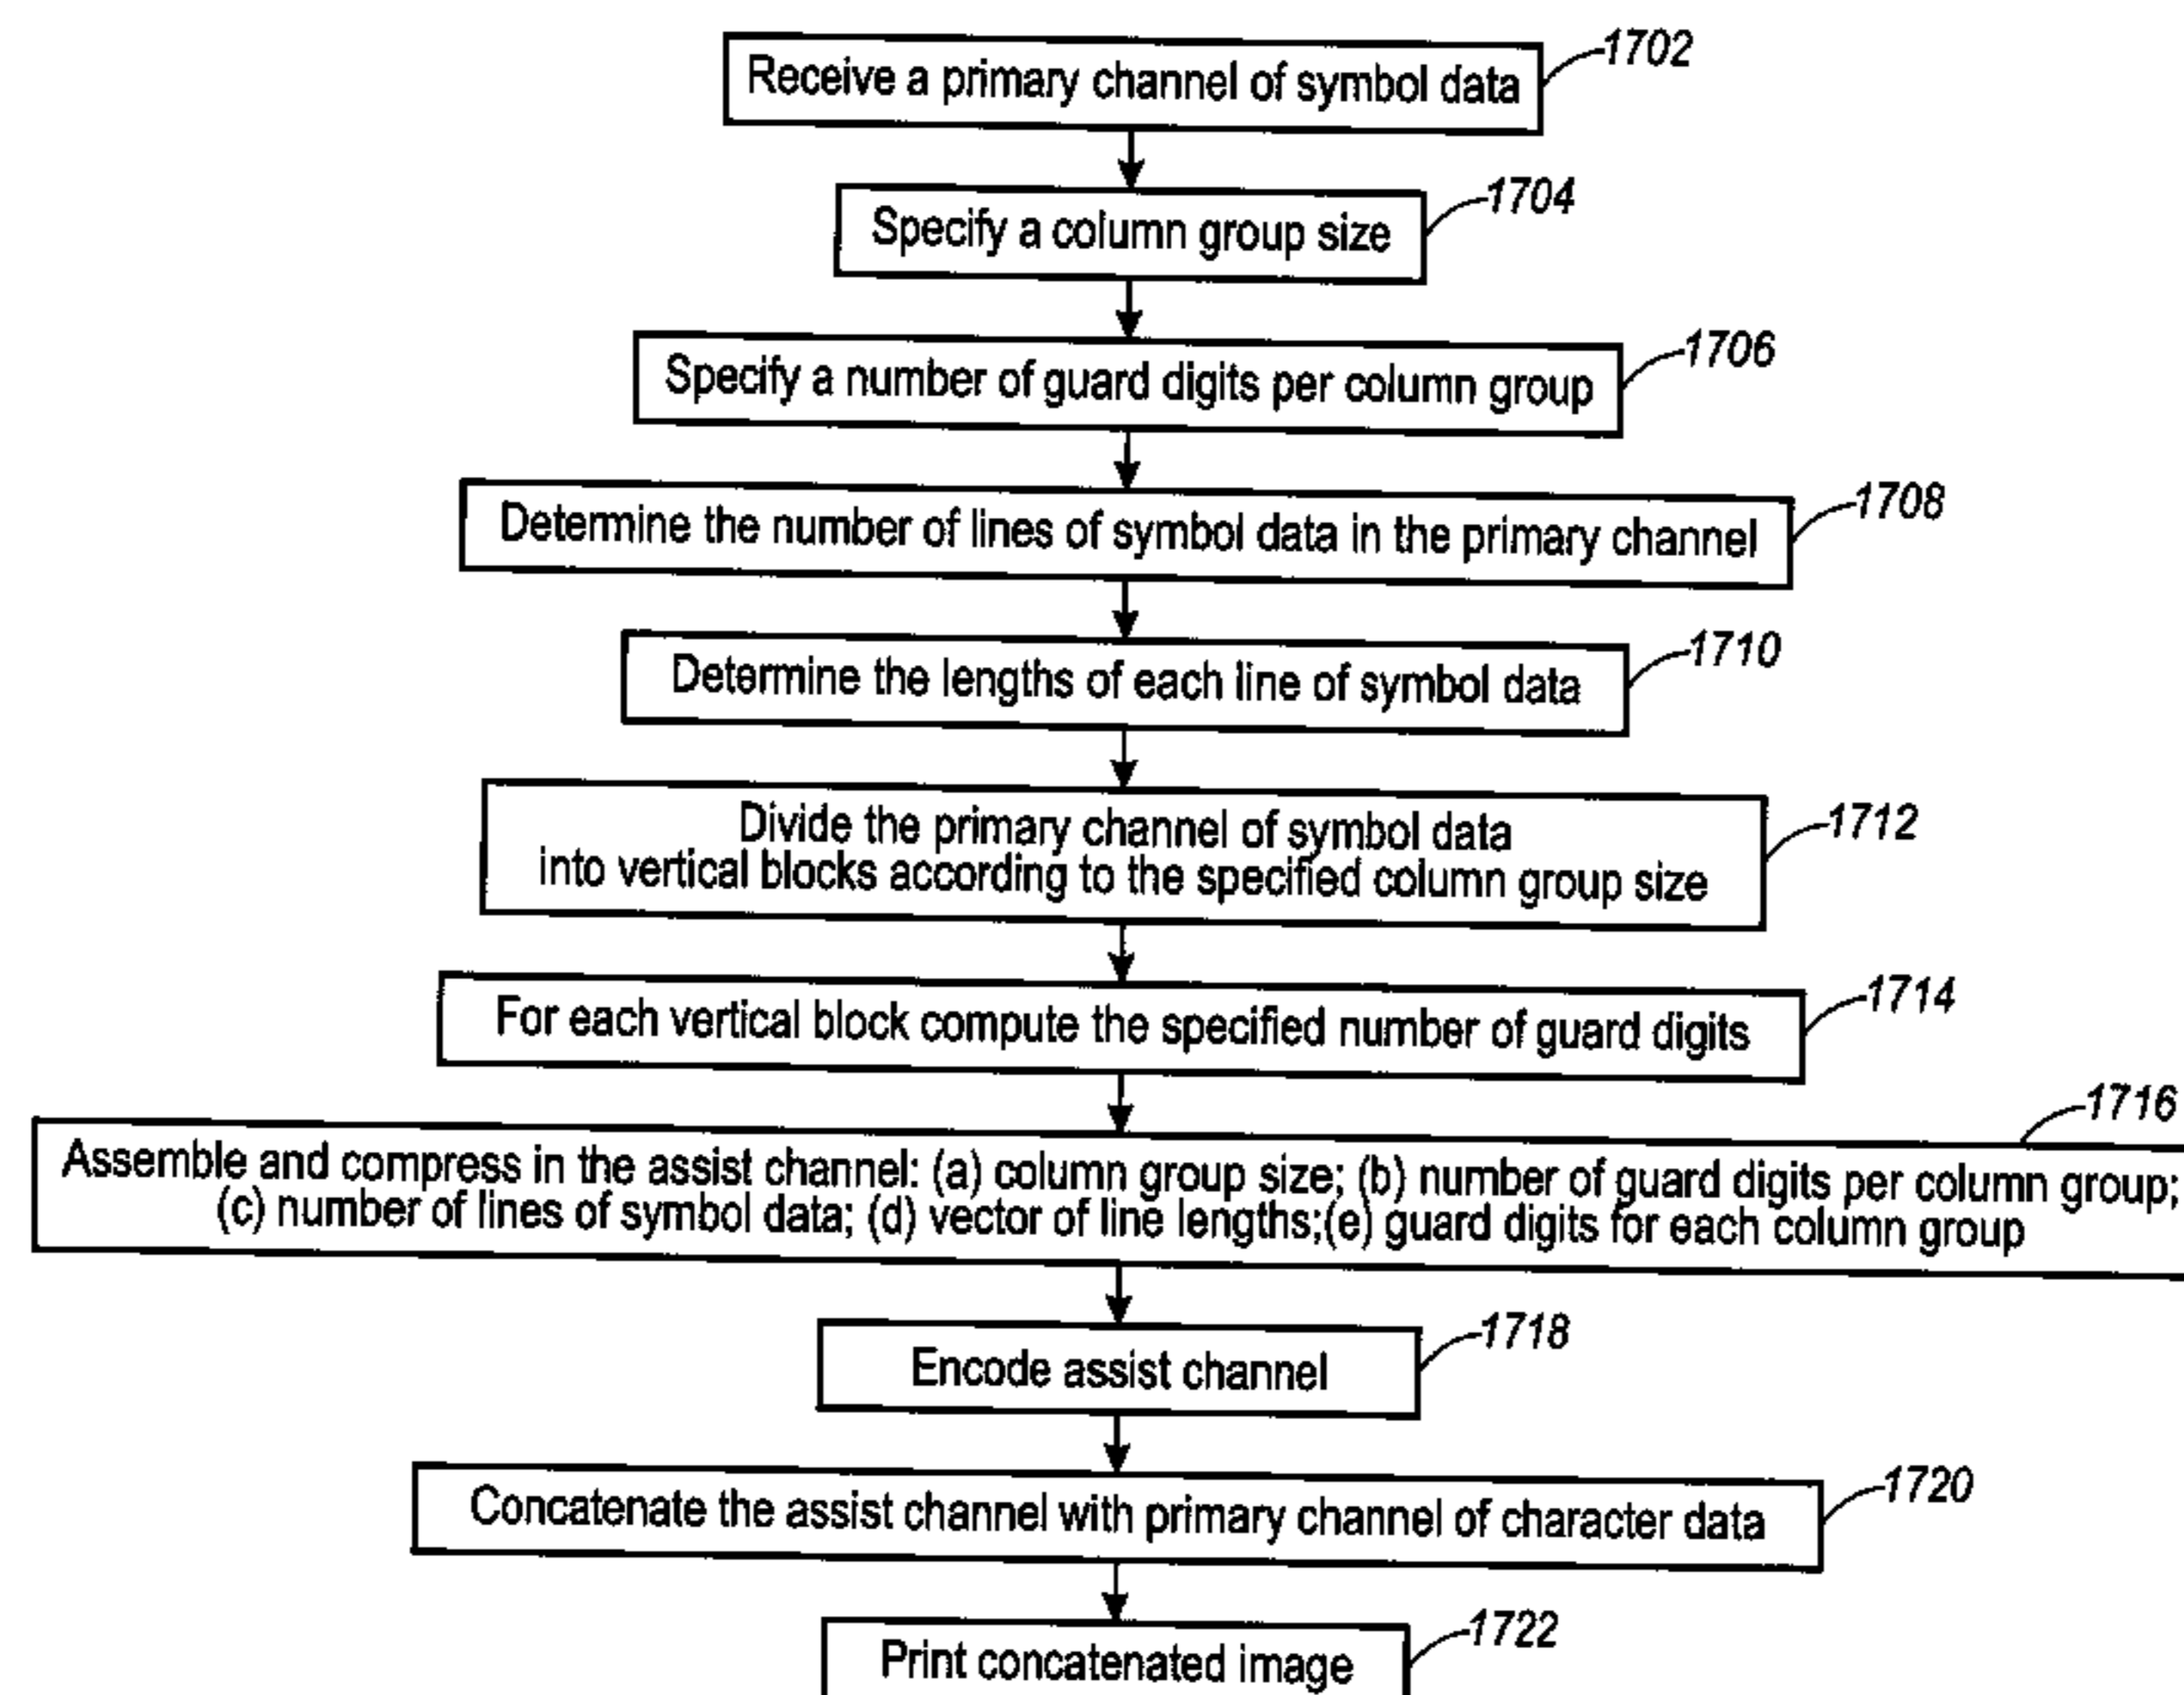 Receive a primary channel of symbol data
1702
Specify a column group size
1704
Specify a number of guard digits per column group
1706
Determine the number of lines of symbol data in the primary channel
1708
Determine the lengths of each line of symbol data
1710
Divide the primary channel of symbol data
into vertical blocks according to the specified column group size
1712
For each vertical block compute the specified number of guard digits
1714
1716
Assemble and compress in the assist channel: (a) column group size; (b) number of guard digits per column group;
(c) number of lines of symbol data; (d) vector of line lengths;(e) guard digits for each column group
Encode assist channel
1718
Concatenate the assist channel with primary channel of character data
1720
Print concatenated image
1722